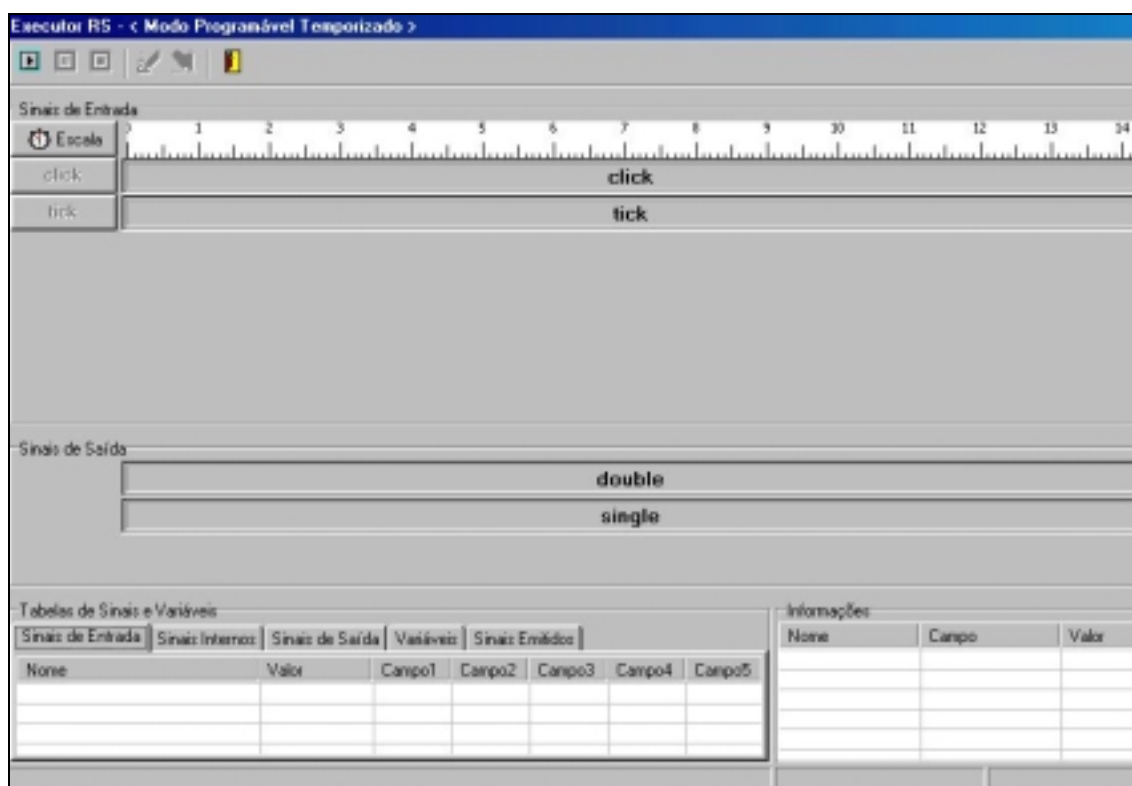 Executor RS - < Modo Programável Temporizado >
Sinais de Entrada
Escala 0 1 2 3 4 5 6 7 8 9 10 11 12 13 14
click click
tick tick
Sinais de Saída
double
single
Tabelas de Sinais e Variáveis
Sinais de Entrada Sinais Internos Sinais de Saída Variáveis Sinais Emitidos
Nome Valor Campo1 Campo2 Campo3 Campo4 Campo5
Informações
Nome Campo Valor